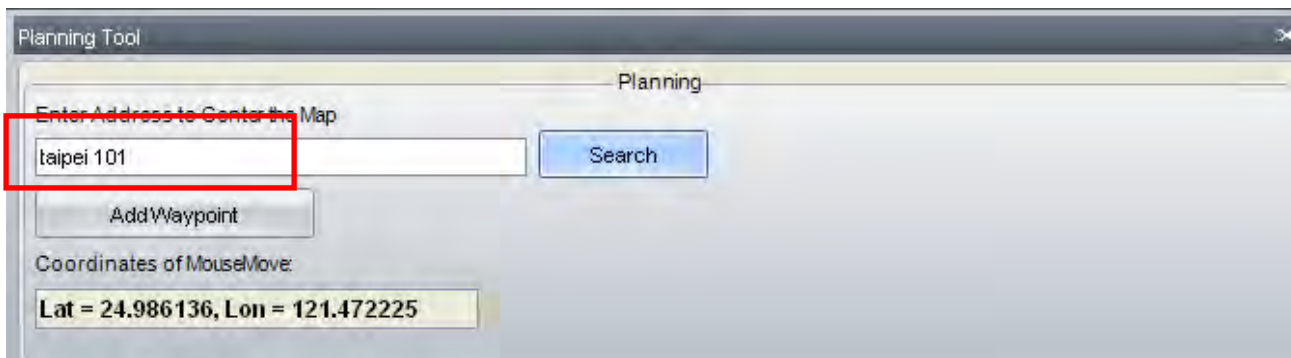 Planning Tool
Planning
Enter Address to Center the Map
taipei 101
Search
Add Waypoint
Coordinates of MouseMove:
Lat = 24.986136, Lon = 121.472225